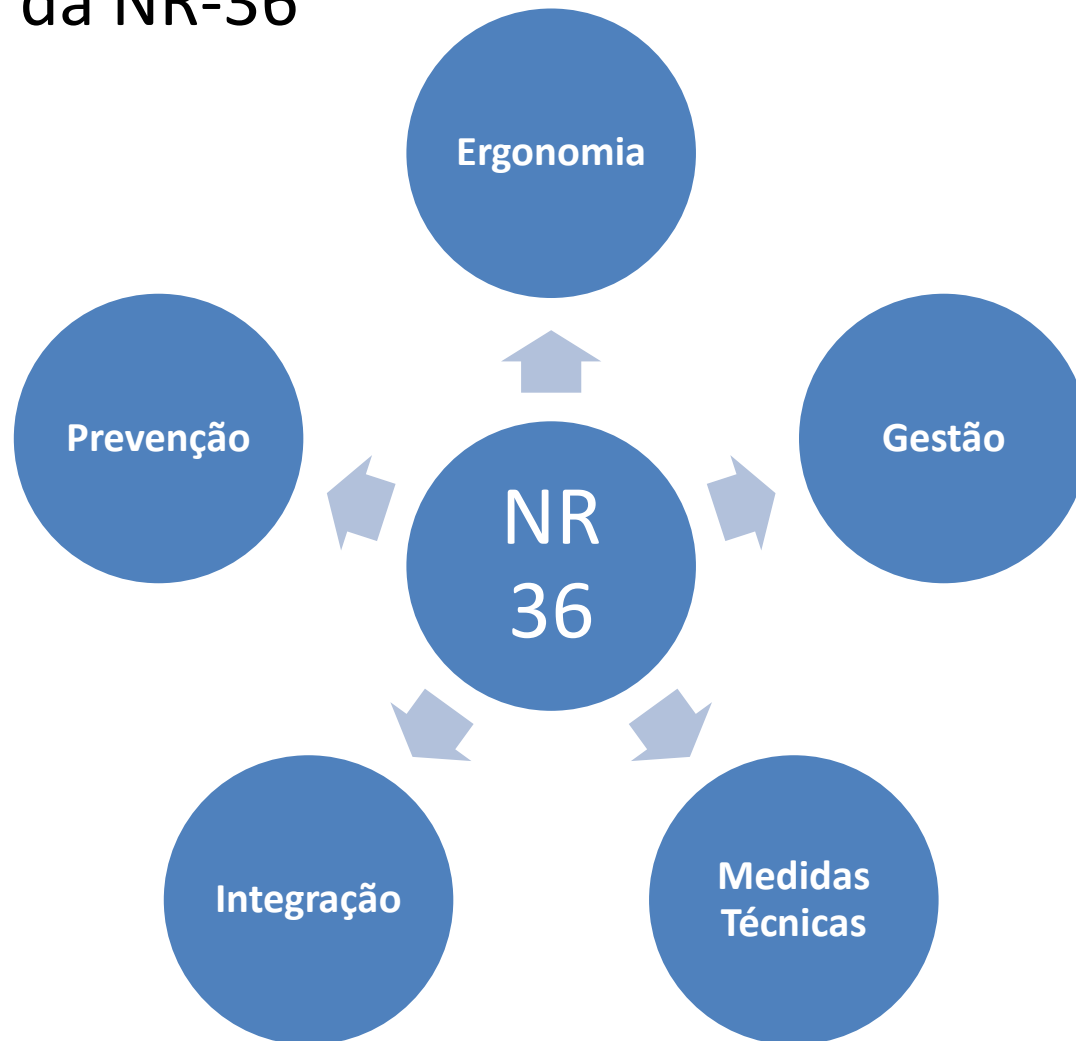 da NR-36
Ergonomia
Prevenção
Gestão
NR
36
Integração
Medidas
Técnicas